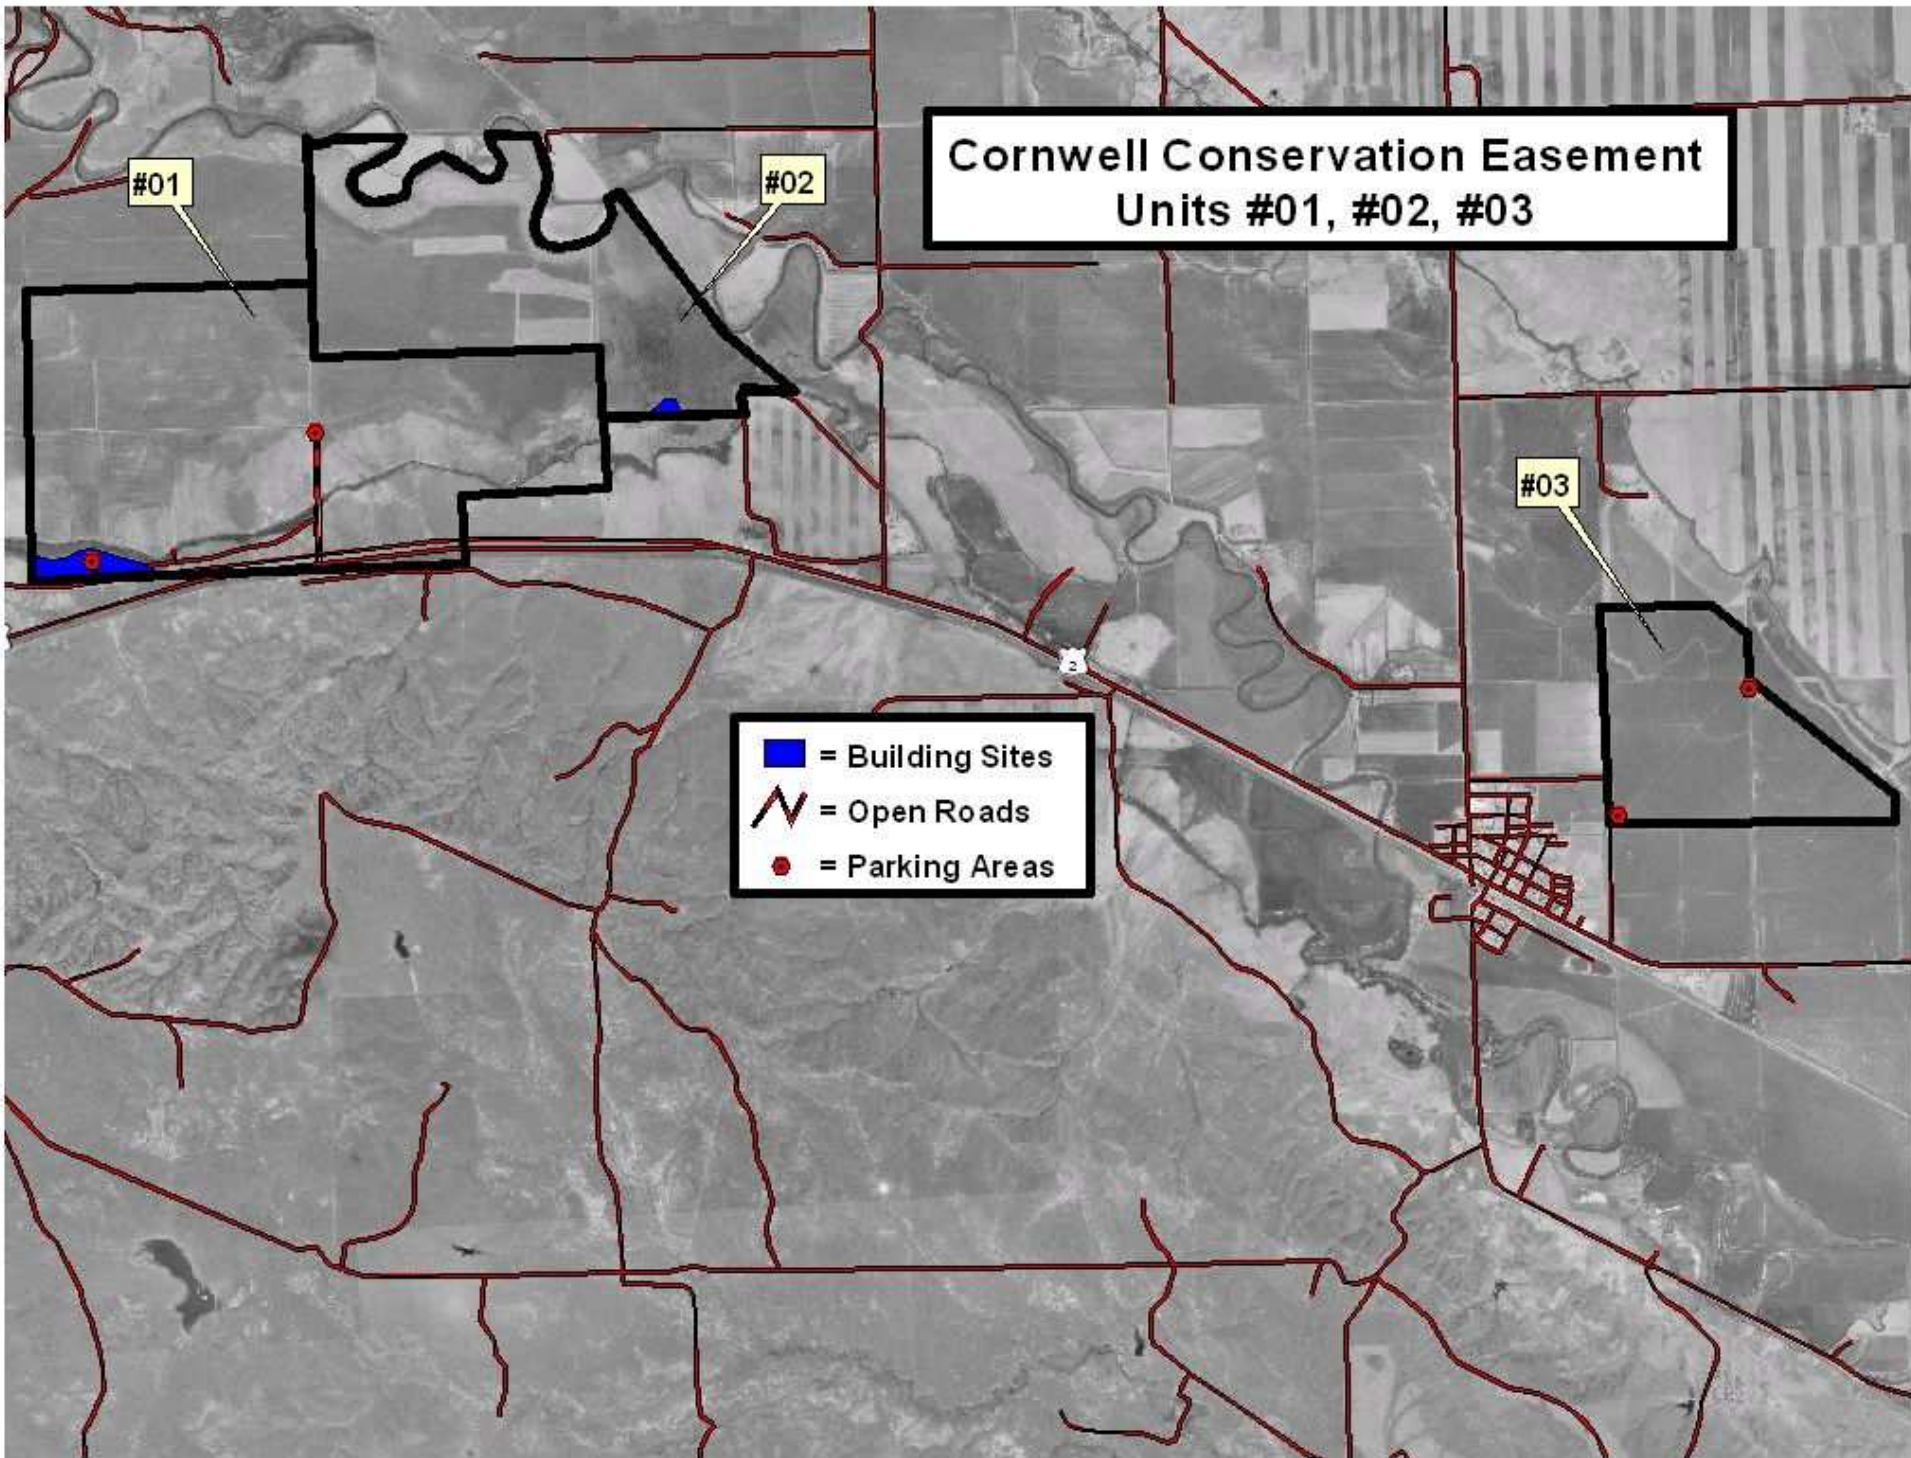 Cornwell Conservation Easement
Units #01, #02, #03
#01
#02
#03
2
= Building Sites
= Open Roads
= Parking Areas